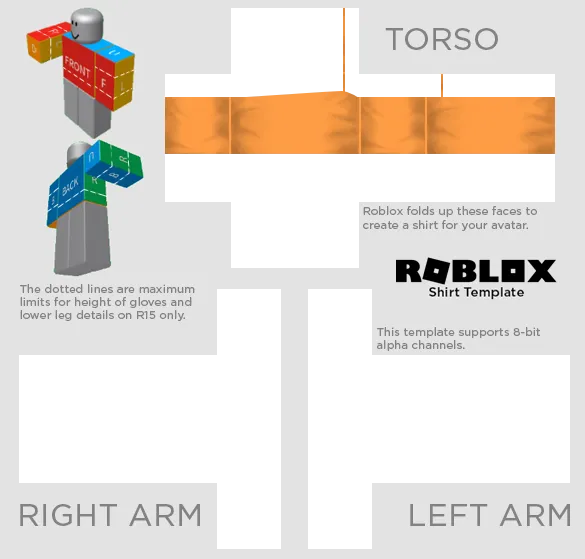 TORSO
FRONT
F
L
U
R
BACK
U
R
B
R
B
Roblox folds up these faces to
create a shirt for your avatar.
ROBLOX
Shirt Template
The dotted lines are maximum
limits for height of gloves and
lower leg details on R15 only.
This template supports 8-bit
alpha channels.
RIGHT ARM
LEFT ARM